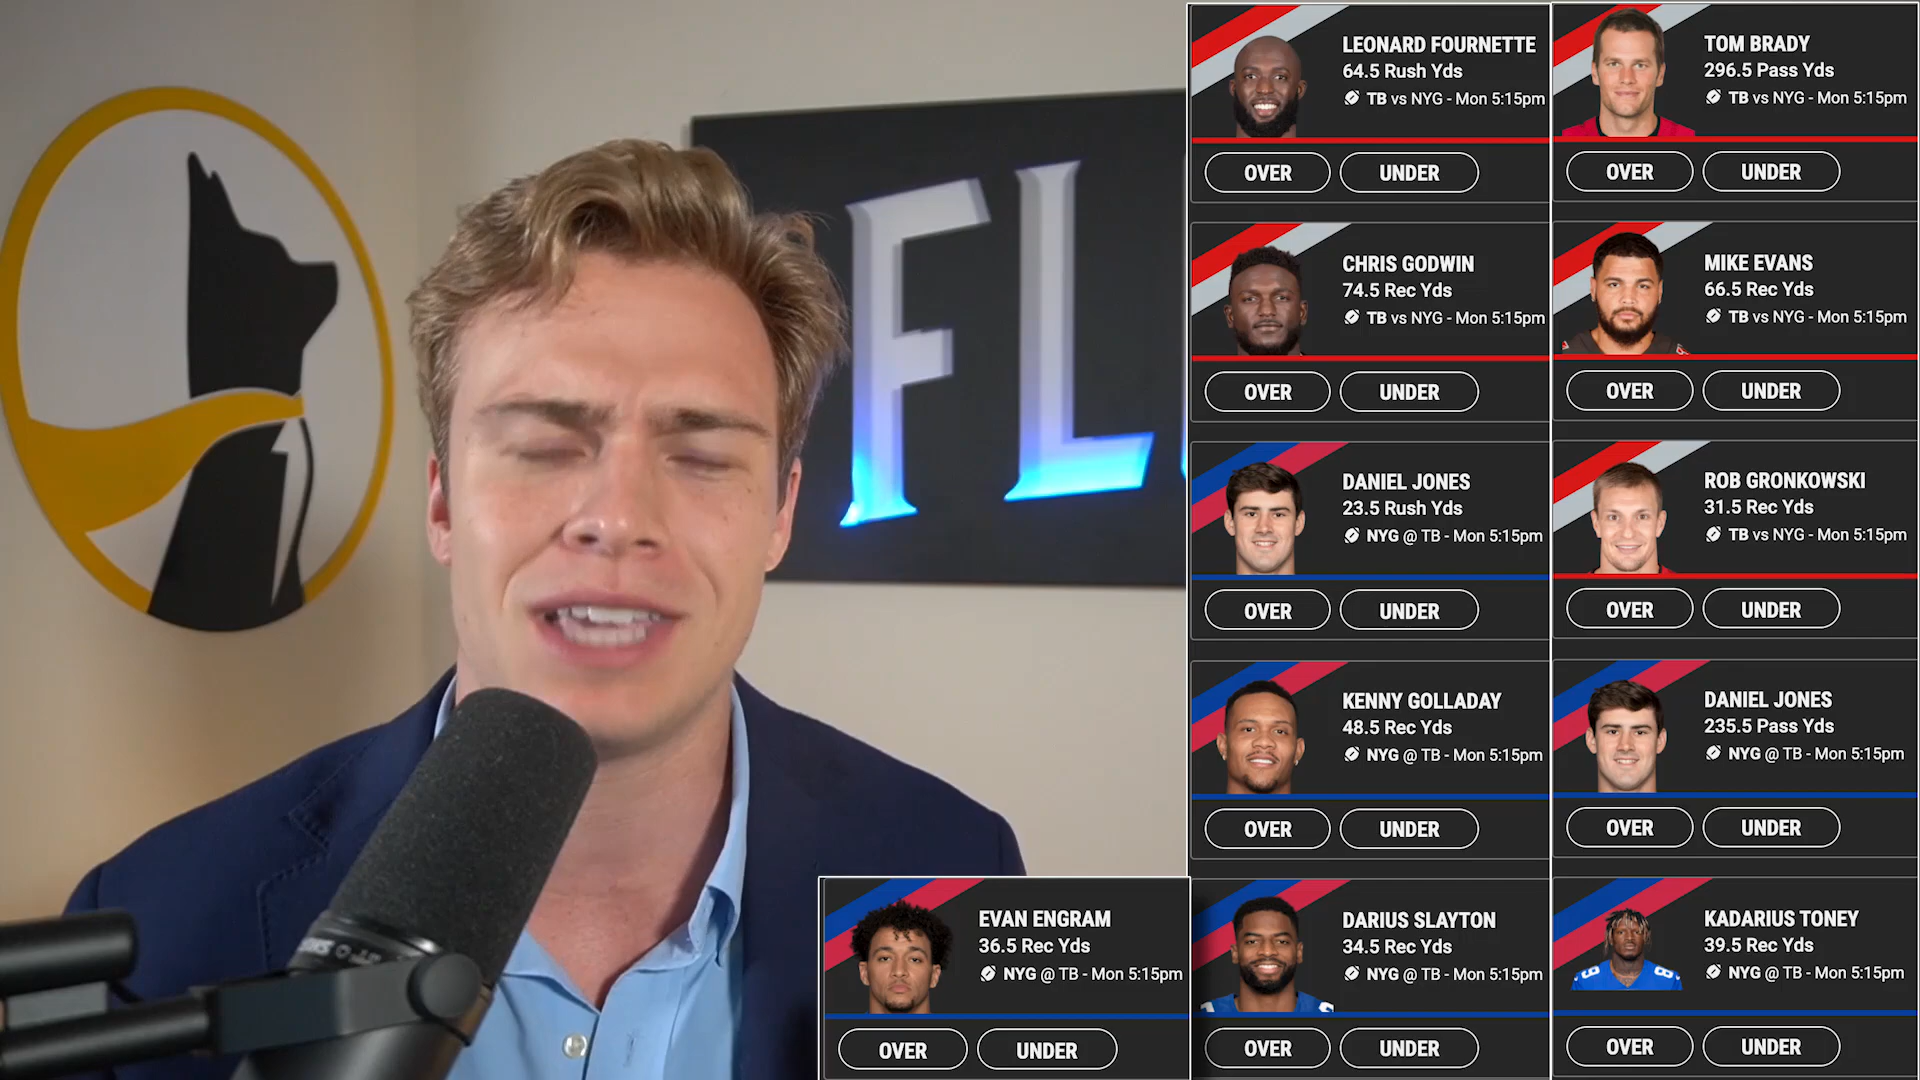 FL
LEONARD FOURNETTE
64.5 Rush Yds
TB vs NYG - Mon 5:15pm
OVER UNDER
TOM BRADY
296.5 Pass Yds
TB vs NYG - Mon 5:15pm
OVER UNDER
CHRIS GODWIN
74.5 Rec Yds
TB vs NYG - Mon 5:15pm
OVER UNDER
MIKE EVANS
66.5 Rec Yds
TB vs NYG - Mon 5:15pm
OVER UNDER
DANIEL JONES
23.5 Rush Yds
NYG @ TB - Mon 5:15pm
OVER UNDER
ROB GRONKOWSKI
31.5 Rec Yds
TB vs NYG - Mon 5:15pm
OVER UNDER
KENNY GOLLADAY
48.5 Rec Yds
NYG @ TB - Mon 5:15pm
OVER UNDER
DANIEL JONES
235.5 Pass Yds
NYG @ TB - Mon 5:15pm
OVER UNDER
EVAN ENGRAM
36.5 Rec Yds
NYG @ TB - Mon 5:15pm
OVER UNDER
DARIUS SLAYTON
34.5 Rec Yds
NYG @ TB - Mon 5:15pm
OVER UNDER
KADARIUS TONEY
39.5 Rec Yds
NYG @ TB - Mon 5:15pm
OVER UNDER